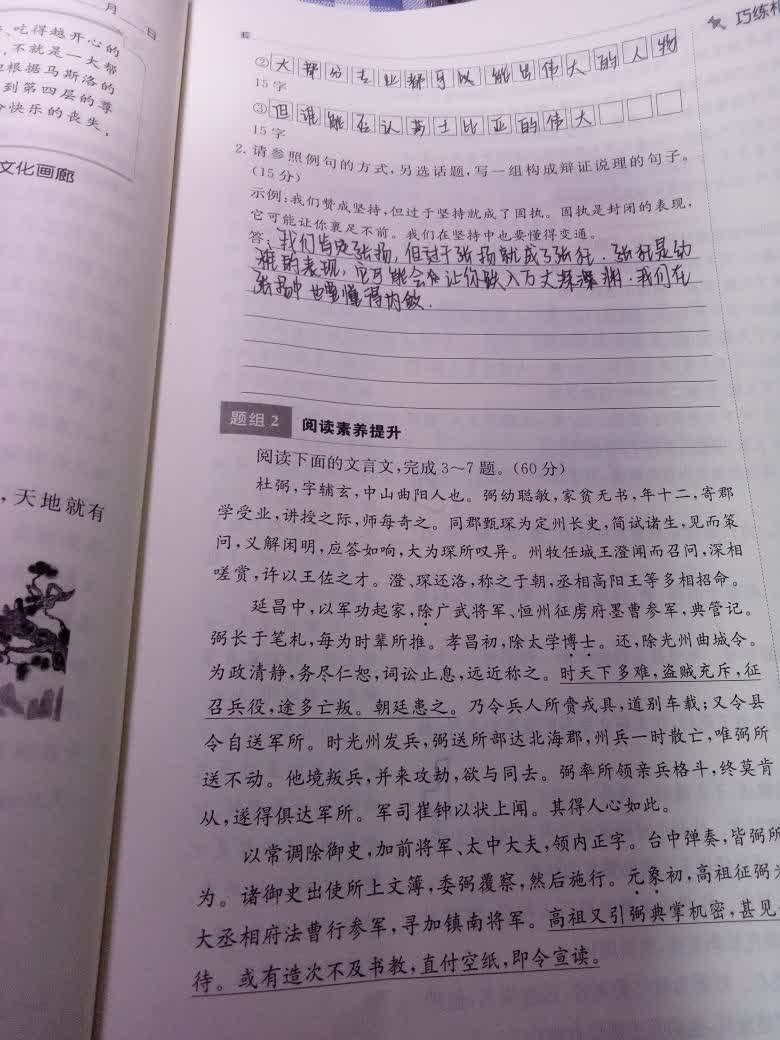 月 日
吃得越开心的
,不就是一大帮
根据马斯洛的
到第四层的尊
快乐的丧失,
文化画廊
,天地就有
巧练
②大部分专业都可以能出伟大的人物
15字
③但谁能否认莎士比亚的伟大
15字
2. 请参照例句的方式,另选话题,写一组构成辩证说理的句子。
(15分)
示例:我们赞成坚持,但过于坚持就成了固执。固执是封闭的表现,
它可能让你裹足不前。我们在坚持中也要懂得变通。
答:我们肯定张扬,但过于张扬就成了张狂.张狂是幼
稚的表现,它可能会让你跌入万丈深渊.我们在
张扬中也要懂得内敛.
题组2 阅读素养提升
阅读下面的文言文,完成3~7题。(60分)
杜弼,字辅玄,中山曲阳人也。弼幼聪敏,家贫无书,年十二,寄郡
学受业,讲授之际,师每奇之。同郡甄琛为定州长史,简试诸生,见而策
问,义解闲明,应答如响,大为琛所叹异。州牧任城王澄闻而召问,深相
嗟赏,许以王佐之才。澄、琛还洛,称之于朝,丞相高阳王等多相招命。
延昌中,以军功起家,除广武将军、恒州征虏府墨曹参军,典管记。
弼长于笔札,每为时辈所推。孝昌初,除太学博士。还,除光州曲城令。
为政清静,务尽仁恕,词讼止息,远近称之。时天下多难,盗贼充斥,征
召兵役,途多亡叛。朝廷患之。乃令兵人所赍戎具,道别车载;又令县
令自送军所。时光州发兵,弼送所部达北海郡,州兵一时散亡,唯弼所
送不动。他境叛兵,并来攻劫,欲与同去。弼率所领亲兵格斗,终莫肯
从,遂得俱达军所。军司崔钟以状上闻。其得人心如此。
以常调除御史,加前将军、太中大夫,领内正字。台中弹奏,皆弼所
为。诸御史出使所上文簿,委弼覆察,然后施行。元象初,高祖征弼为
大丞相府法曹行参军,寻加镇南将军。高祖又引弼典掌机密,甚见
待。或有造次不及书教,直付空纸,即令宣读。